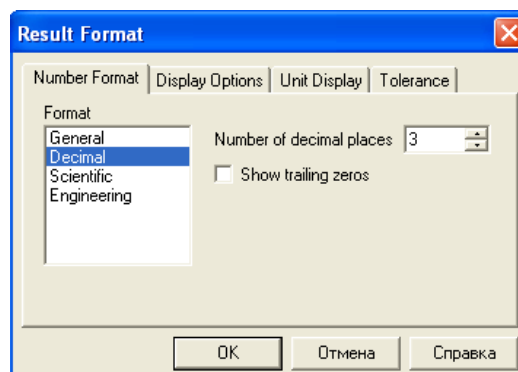 Result Format
Number Format Display Options Unit Display Tolerance
Format
General
Decimal
Scientific
Engineering
Number of decimal places 3
Show trailing zeros
OK Отмена Справка